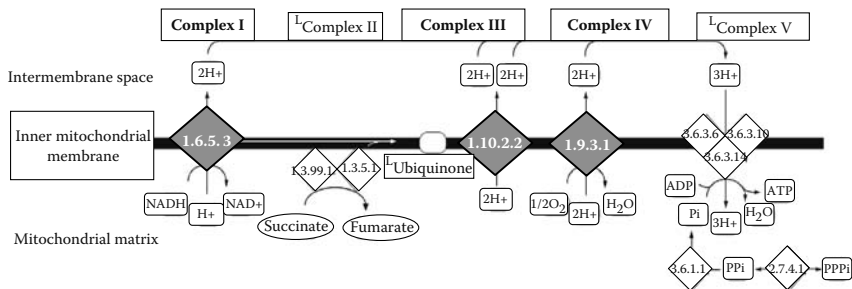 Complex I
LComplex II
Complex III
Complex IV
LComplex V
Intermembrane space
2H+
2H+
2H+
2H+
3H+
Inner mitochondrial
membrane
1.6.5.3
1.3.99.1
1.3.5.1
LUbiquinone
1.10.2.2
1.9.3.1
3.6.3.6
3.6.3.10
3.6.3.14
NADH
H+
NAD+
Succinate
Fumarate
2H+
1/2O2
2H+
H2O
ADP
ATP
Pi
3H+
H2O
Mitochondrial matrix
3.6.1.1
PPi
2.7.4.1
PPPi